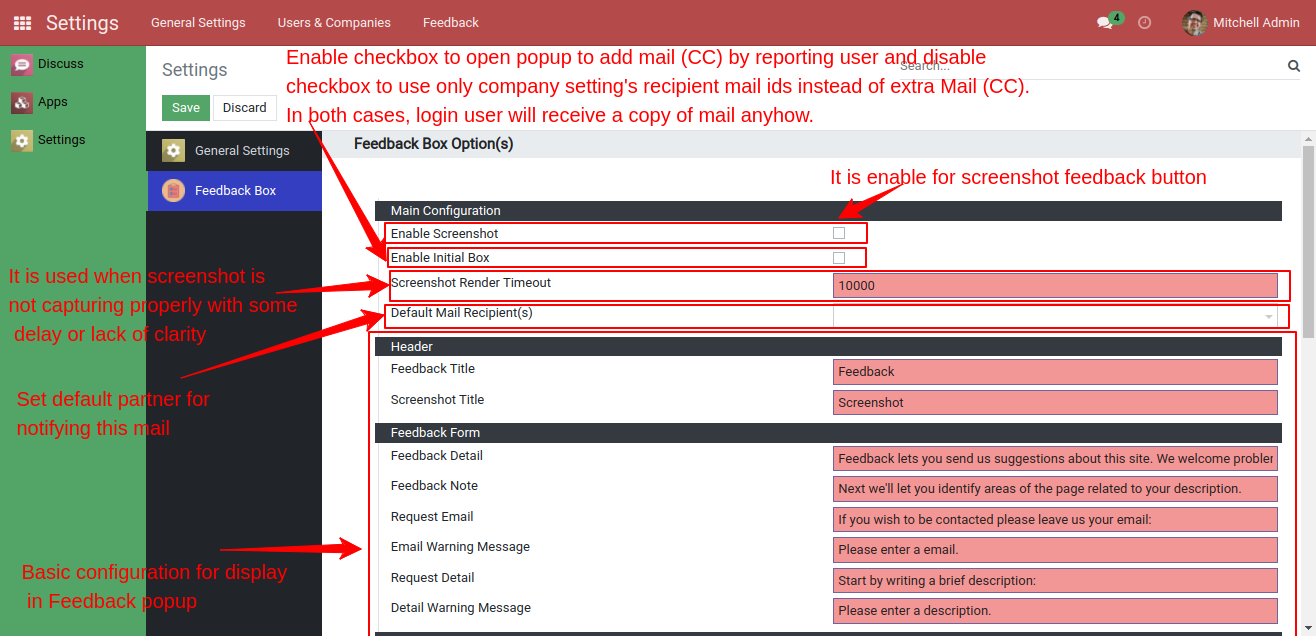 Settings
General Settings
Users & Companies
Feedback
4
Mitchell Admin
Discuss
Apps
Settings
Settings
Search...
Save
Discard
Enable checkbox to open popup to add mail (CC) by reporting user and disable
checkbox to use only company setting's recipient mail ids instead of extra Mail (CC).
In both cases, login user will receive a copy of mail anyhow.
General Settings
Feedback Box
Feedback Box Option(s)
It is enable for screenshot feedback button
Main Configuration
Enable Screenshot
Enable Initial Box
It is used when screenshot is
not capturing properly with some
delay or lack of clarity
Screenshot Render Timeout
10000
Default Mail Recipient(s)
Set default partner for
notifying this mail
Header
Feedback Title
Feedback
Screenshot Title
Screenshot
Feedback Form
Feedback Detail
Feedback lets you send us suggestions about this site. We welcome problem
Feedback Note
Next we'll let you identify areas of the page related to your description.
Request Email
If you wish to be contacted please leave us your email:
Email Warning Message
Please enter a email.
Basic configuration for display
in Feedback popup
Request Detail
Start by writing a brief description:
Detail Warning Message
Please enter a description.